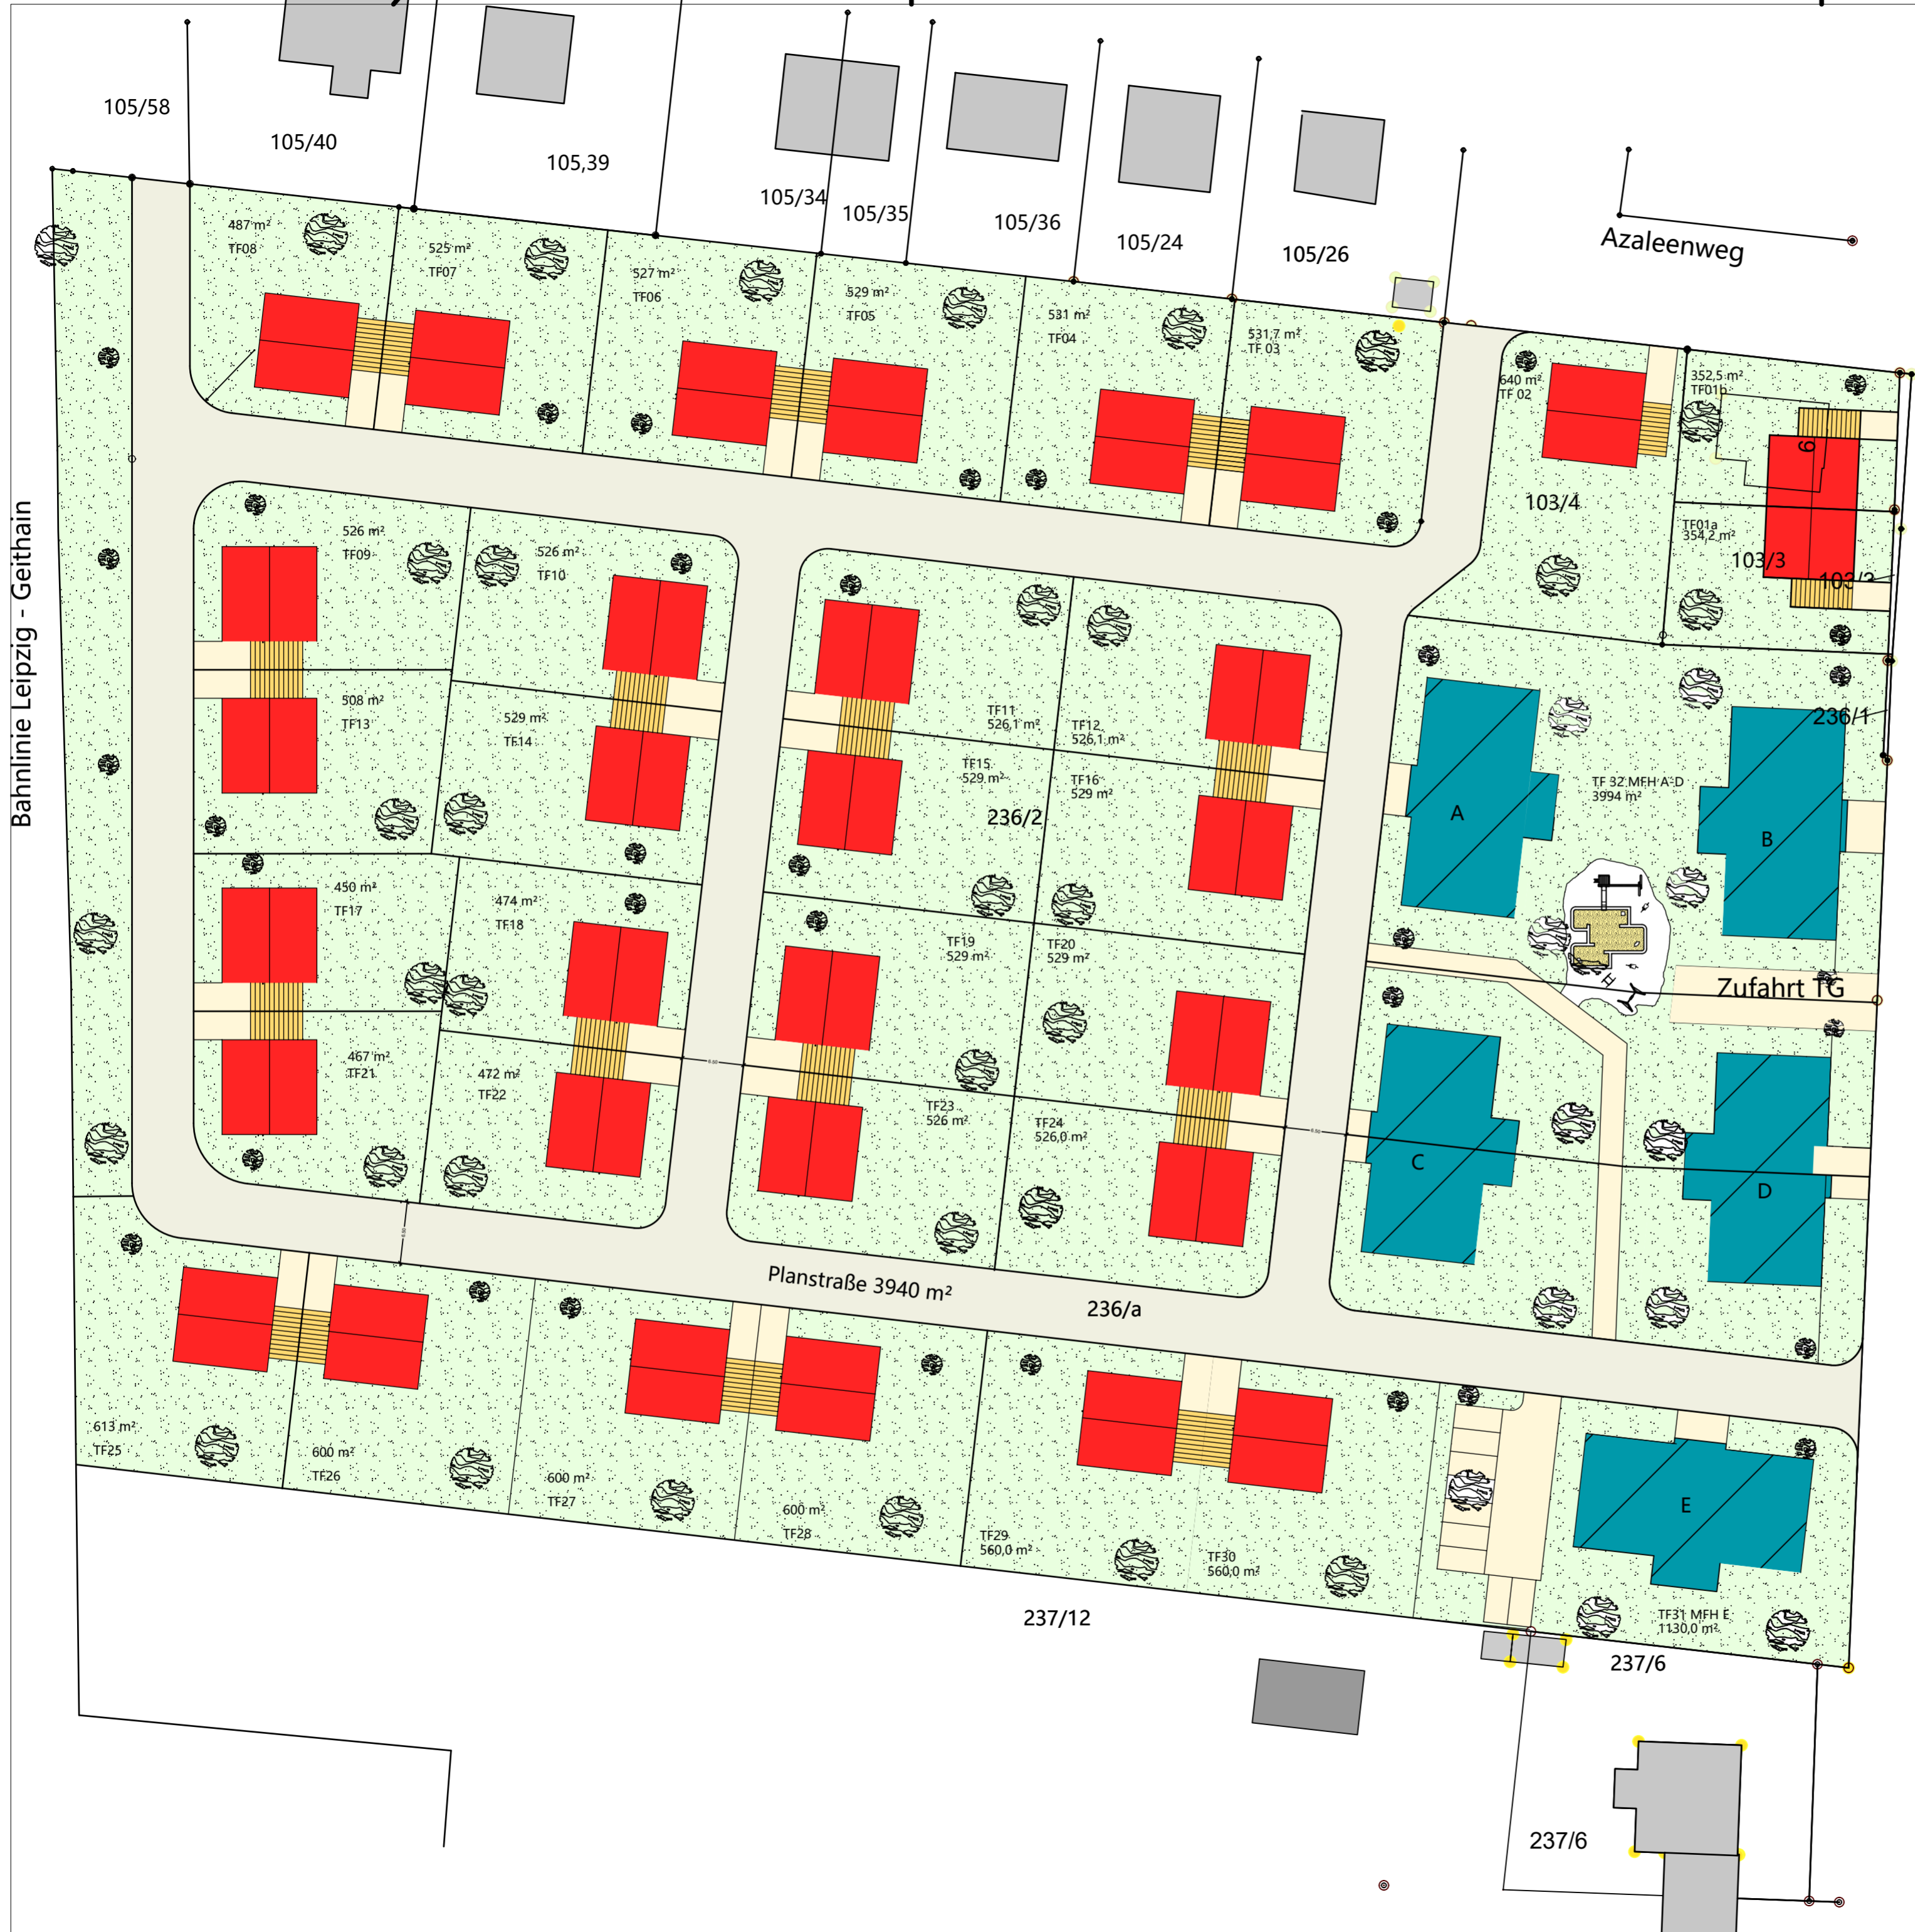 105/58
105/40
105,39
105/34
105/35
105/36
105/24
105/26
Azaleenweg
487 m²
TF08
525 m²
TF07
527 m²
TF06
529 m²
TF05
531 m²
TF04
531,7 m²
TF 03
640 m²
TF 02
352,5 m²
TF01b
9
103/4
TF01a
354,2 m²
103/3
103/2
236/1
Bahnlinie Leipzig - Geithain
526 m²
TF09
526 m²
TF10
508 m²
TF13
529 m²
TF14
TF11
526,1 m²
TF12
526,1 m²
TF15
529 m²
TF16
529 m²
236/2
TF 32 MFH A-D
3994 m²
A
B
450 m²
TF17
474 m²
TF18
TF19
529 m²
TF20
529 m²
Zufahrt TG
467 m²
TF21
472 m²
TF22
TF23
526 m²
TF24
526,0 m²
C
D
Planstraße 3940 m²
236/a
613 m²
TF25
600 m²
TF26
600 m²
TF27
600 m²
TF28
TF29
560,0 m²
TF30
560,0 m²
E
TF31 MFH E
1130,0 m²
237/12
237/6
237/6